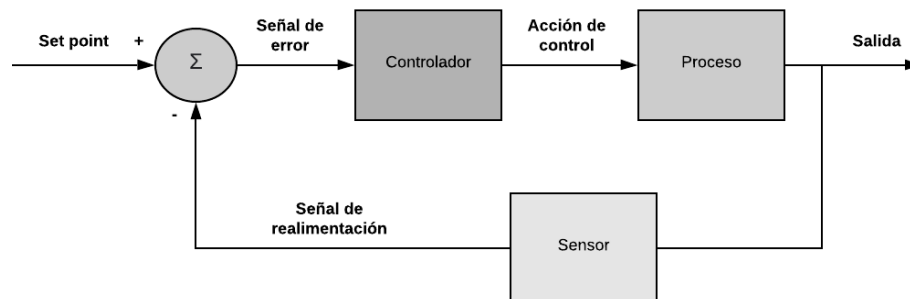 Set point
+
Σ
-
Señal de
error
Controlador
Acción de
control
Proceso
Salida
Señal de
realimentación
Sensor